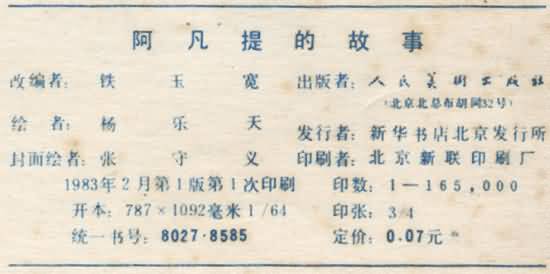 阿凡提的故事
改编者：铁玉宽
绘者：杨乐天
封面绘者：张守义
1983年2月第1版第1次印刷
开本：787×1092毫米1/64
统一书号：8027·8585
出版者：人民美术出版社
（北京北总布胡同32号）
发行者：新华书店北京发行所
印刷者：北京新联印刷厂
印数：1—165,000
印张：3/4
定价：0.07元